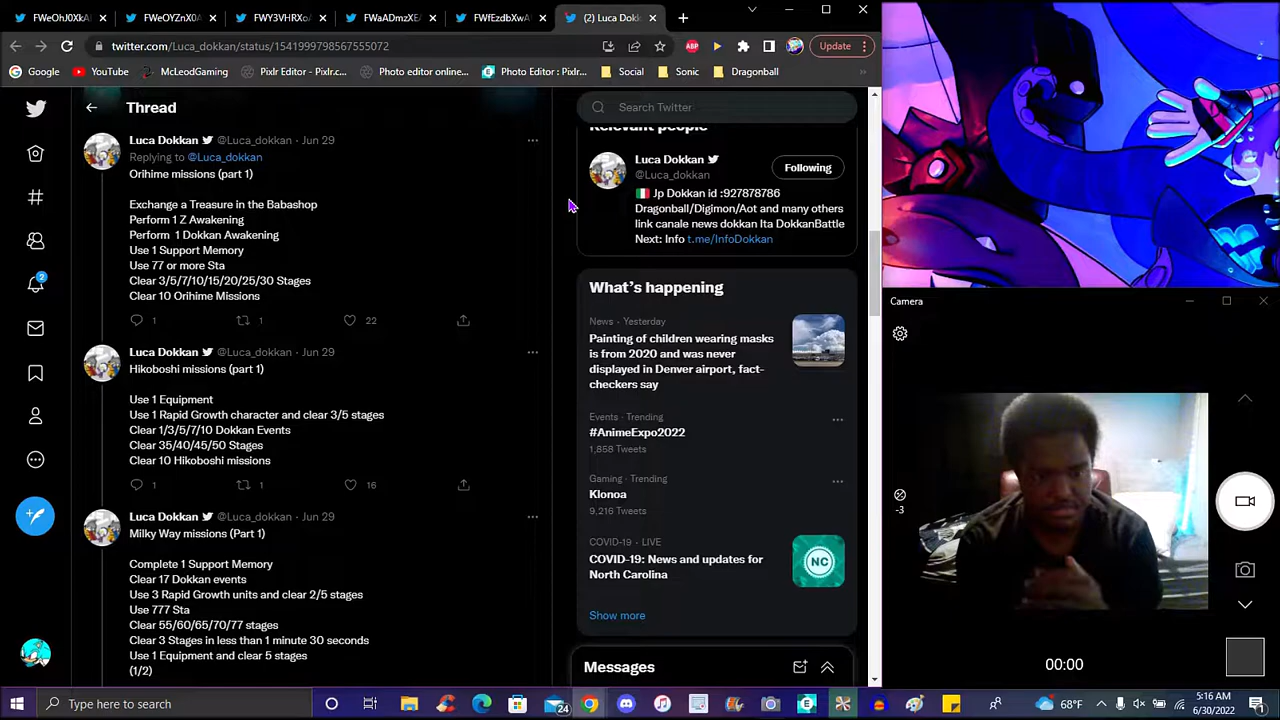 FWeOhJ0XkA
FWeOYZnX0A
FWY3VHRXoA
FWaADmzXEA
FWfEzdbXwA
(2) Luca Dokk
twitter.com/Luca_dokkan/status/1541999798567555072
ABP
Update
Google
YouTube
McLeodGaming
Pixlr Editor - Pixlr.c...
Photo editor online...
Photo Editor : Pixlr...
Social
Sonic
Dragonball
Thread
Search Twitter
Luca Dokkan @Luca_dokkan · Jun 29
Replying to @Luca_dokkan
Orihime missions (part 1)
Exchange a Treasure in the Babashop
Perform 1 Z Awakening
Perform 1 Dokkan Awakening
Use 1 Support Memory
Use 77 or more Sta
Clear 3/5/7/10/15/20/25/30 Stages
Clear 10 Orihime Missions
1
1
22
Luca Dokkan @Luca_dokkan · Jun 29
Hikoboshi missions (part 1)
Use 1 Equipment
Use 1 Rapid Growth character and clear 3/5 stages
Clear 1/3/5/7/10 Dokkan Events
Clear 35/40/45/50 Stages
Clear 10 Hikoboshi missions
1
1
16
Luca Dokkan @Luca_dokkan · Jun 29
Milky Way missions (Part 1)
Complete 1 Support Memory
Clear 17 Dokkan events
Use 3 Rapid Growth units and clear 2/5 stages
Use 777 Sta
Clear 55/60/65/70/77 stages
Clear 3 Stages in less than 1 minute 30 seconds
Use 1 Equipment and clear 5 stages
(1/2)
2
Relevant people
Luca Dokkan
@Luca_dokkan
Following
Jp Dokkan id :927878786
Dragonball/Digimon/Aot and many others
link canale news dokkan Ita DokkanBattle
Next: Info t.me/InfoDokkan
What's happening
News · Yesterday
Painting of children wearing masks
is from 2020 and was never
displayed in Denver airport, fact-
checkers say
Events · Trending
#AnimeExpo2022
1,858 Tweets
Gaming · Trending
Klonoa
9,216 Tweets
COVID-19 · LIVE
COVID-19: News and updates for
North Carolina
NC
Show more
Messages
Camera
-3
00:00
Type here to search
24
68°F
5:16 AM
6/30/2022